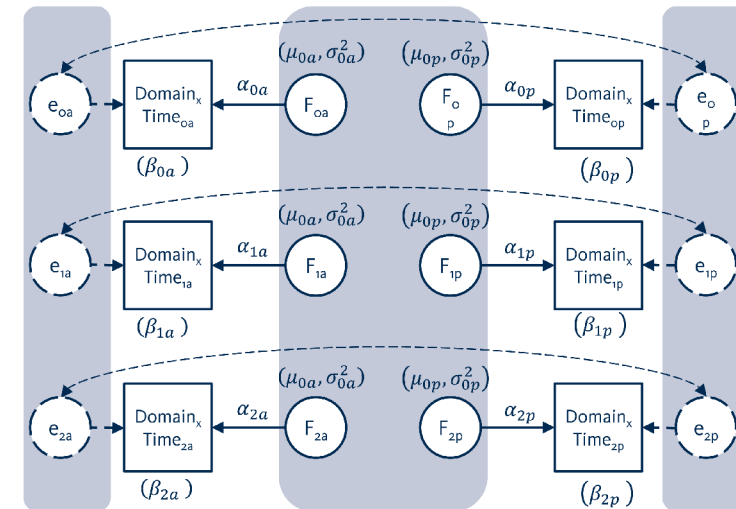 (μ₀ₐ, σ²₀ₐ) (μ₀ₚ, σ²₀ₚ)
e₀ₐ Domainₓ Time₀ₐ α₀ₐ F₀ₐ F₀ₚ α₀ₚ Domainₓ Time₀ₚ e₀ₚ
(β₀ₐ) (β₀ₚ)
(μ₀ₐ, σ²₀ₐ) (μ₀ₚ, σ²₀ₚ)
e₁ₐ Domainₓ Time₁ₐ α₁ₐ F₁ₐ F₁ₚ α₁ₚ Domainₓ Time₁ₚ e₁ₚ
(β₁ₐ) (β₁ₚ)
(μ₀ₐ, σ²₀ₐ) (μ₀ₚ, σ²₀ₚ)
e₂ₐ Domainₓ Time₂ₐ α₂ₐ F₂ₐ F₂ₚ α₂ₚ Domainₓ Time₂ₚ e₂ₚ
(β₂ₐ) (β₂ₚ)